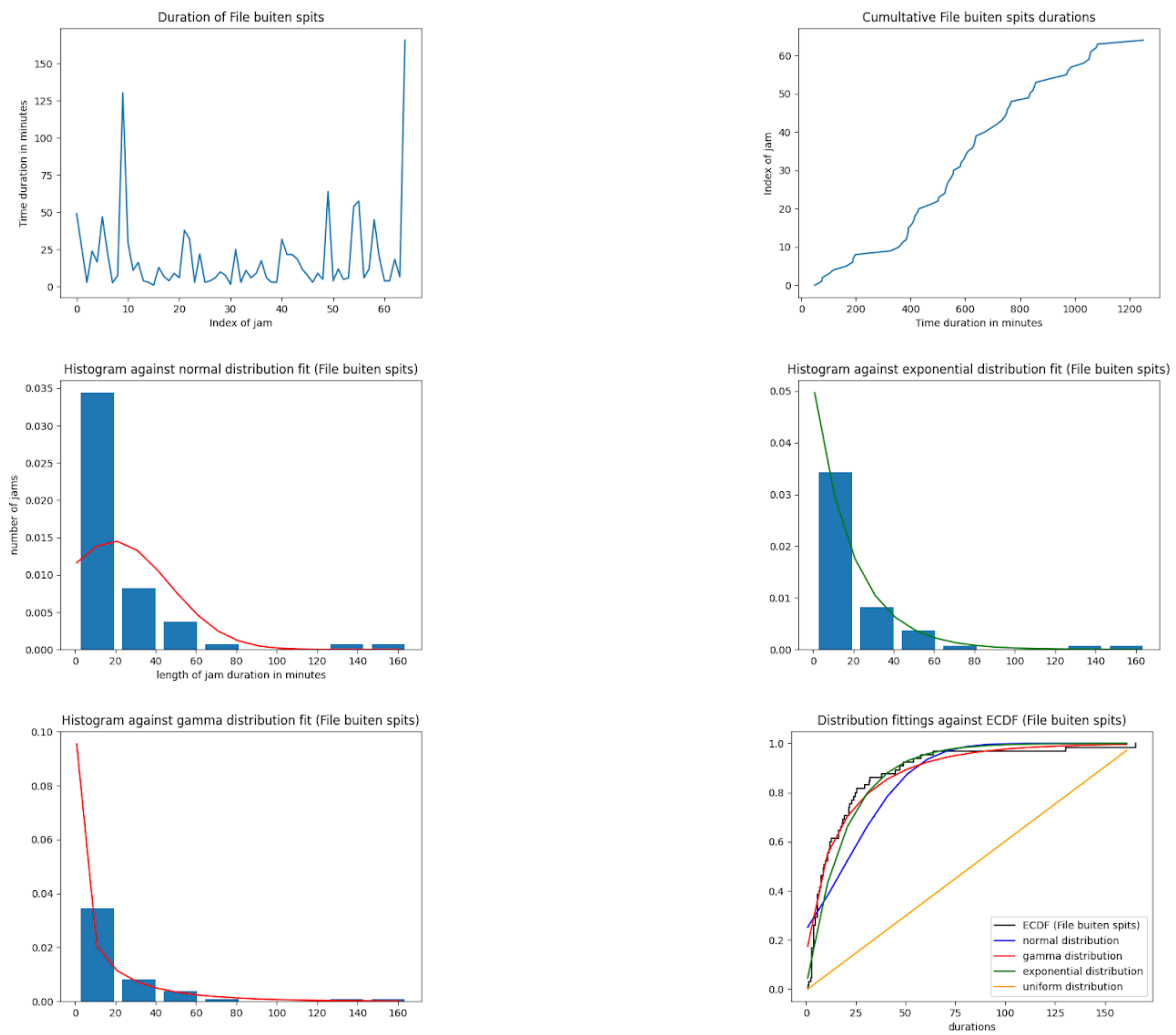 Duration of File buiten spits
Time duration in minutes
150
125
100
75
50
25
0
0 10 20 30 40 50 60
Index of jam
Cumultative File buiten spits durations
Index of jam
60
50
40
30
20
10
0
0 200 400 600 800 1000 1200
Time duration in minutes
Histogram against normal distribution fit (File buiten spits)
number of jams
0.035
0.030
0.025
0.020
0.015
0.010
0.005
0.000
0 20 40 60 80 100 120 140 160
length of jam duration in minutes
Histogram against exponential distribution fit (File buiten spits)
0.05
0.04
0.03
0.02
0.01
0.00
0 20 40 60 80 100 120 140 160
Histogram against gamma distribution fit (File buiten spits)
0.10
0.08
0.06
0.04
0.02
0.00
0 20 40 60 80 100 120 140 160
Distribution fittings against ECDF (File buiten spits)
1.0
0.8
0.6
0.4
0.2
0.0
ECDF (File buiten spits)
normal distribution
gamma distribution
exponential distribution
uniform distribution
0 25 50 75 100 125 150
durations